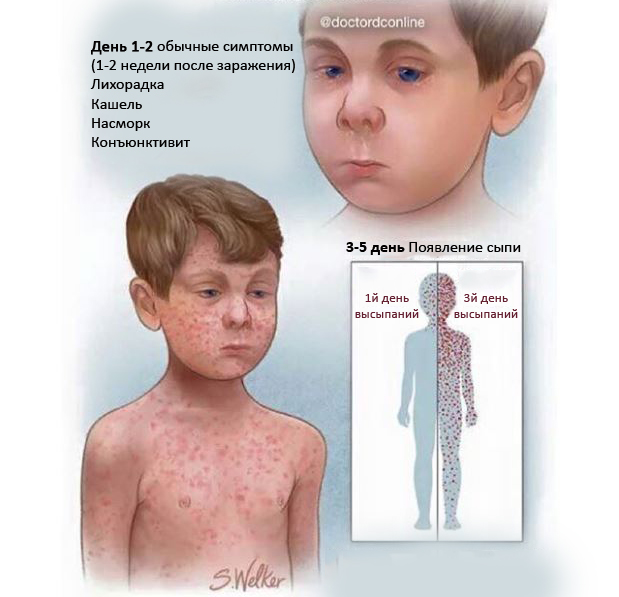 @doctordconline
День 1-2 обычные симптомы
(1-2 недели после заражения)
Лихорадка
Кашель
Насморк
Конъюнктивит
3-5 день Появление сыпи
1й день
высыпаний
3й день
высыпаний
S.Welker